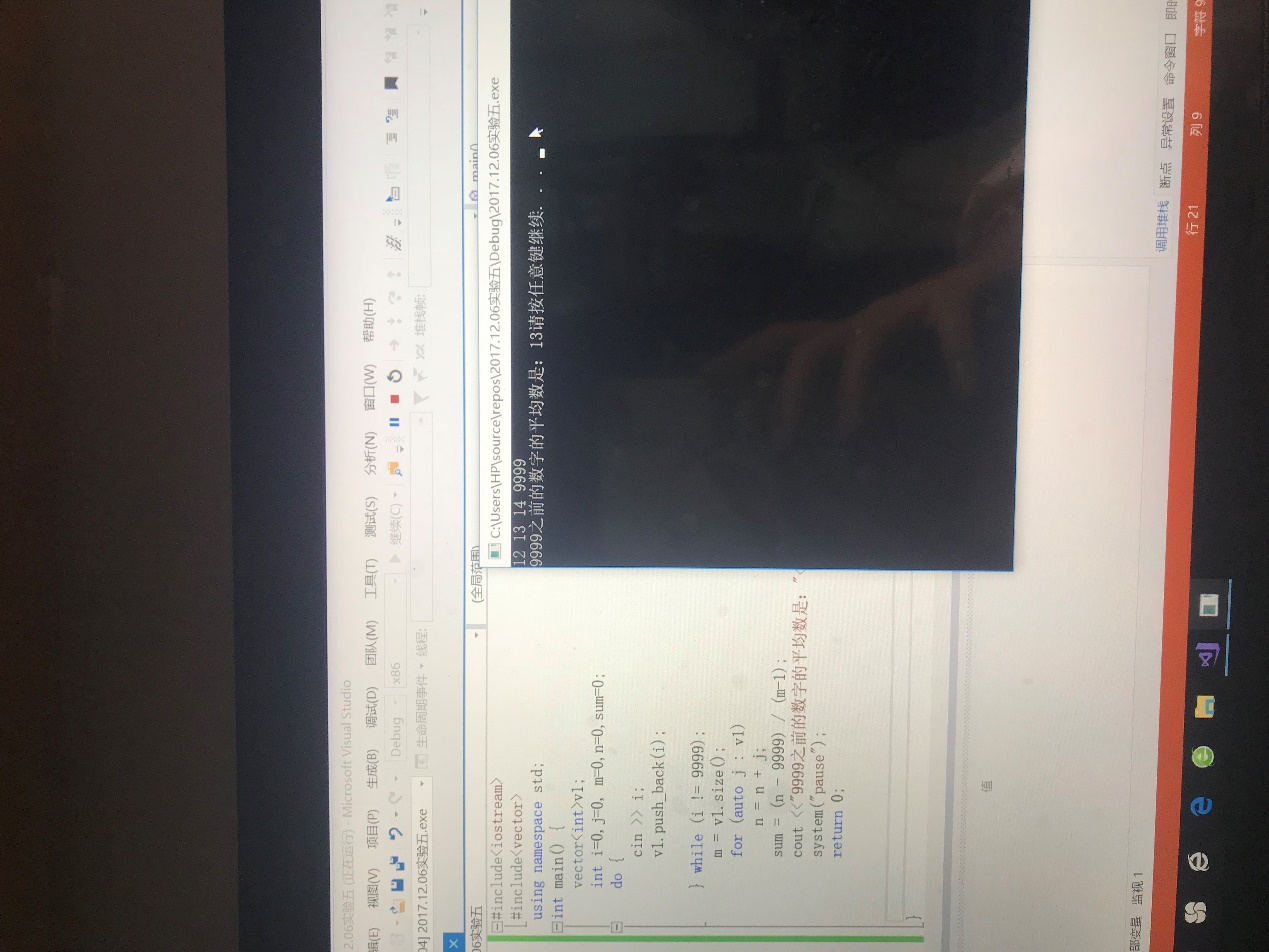 2.06实验五 (正在运行) - Microsoft Visual Studio
视图(V) 项目(P) 生成(B) 调试(D) 团队(M) 工具(T) 测试(S) 分析(N) 窗口(W) 帮助(H)
Debug x86 继续(C)
2017.12.06实验五.exe 生命周期事件 线程: 堆栈帧:
06实验五 (全局范围) main()
#include<iostream>
#include<vector>
using namespace std;
int main() {
vector<int>v1;
int i=0,j=0, m=0,n=0,sum=0;
do {
cin >> i;
v1.push_back(i);
} while (i != 9999);
m = v1.size();
for (auto j : v1)
n = n + j;
sum = (n - 9999) / (m-1);
cout <<"9999之前的数字的平均数是："<
system("pause");
return 0;
}
C:\Users\HP\source\repos\2017.12.06实验五\Debug\2017.12.06实验五.exe
12 13 14 9999
9999之前的数字的平均数是：13请按任意键继续. . .
值
监视 1
调用堆栈 断点 异常设置 命令窗口
行 21 列 9